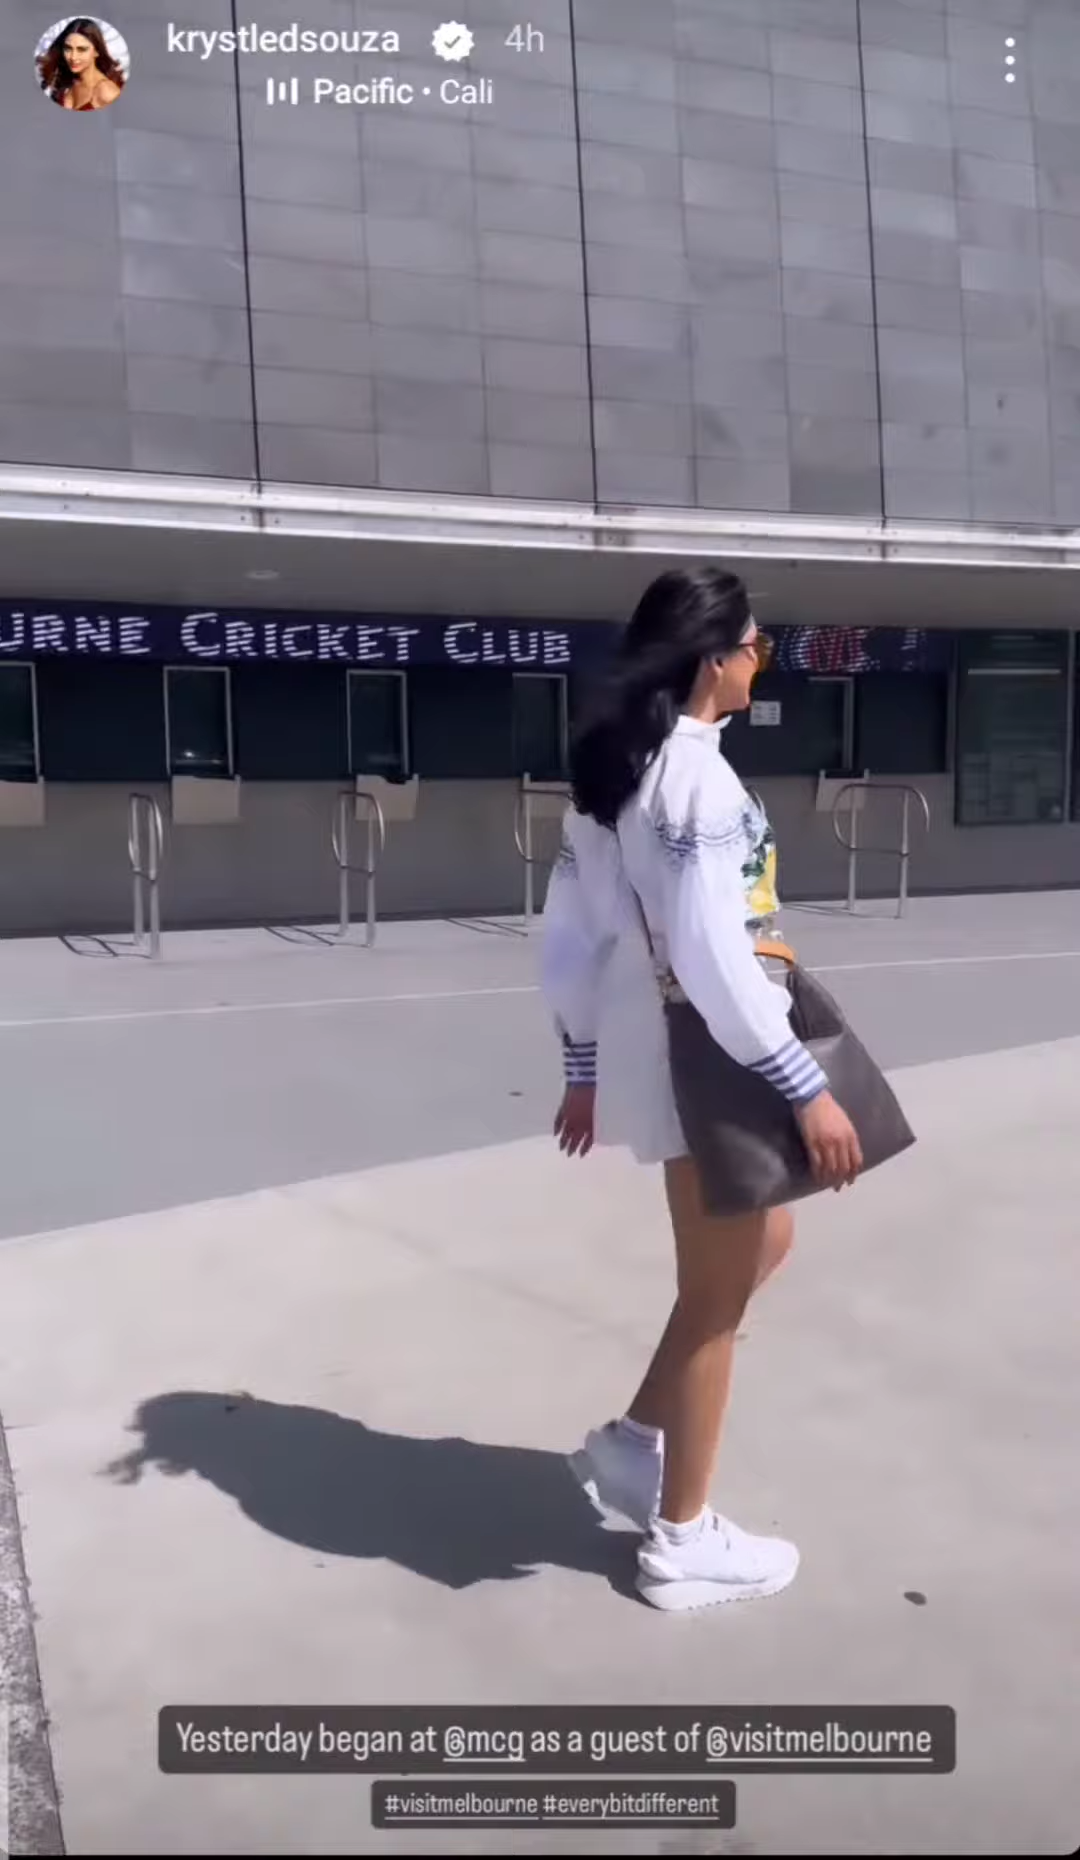 krystledsouza 4h
Pacific • Cali
URNE CRICKET CLUB
Yesterday began at @mcg as a guest of @visitmelbourne
#visitmelbourne #everybitdifferent